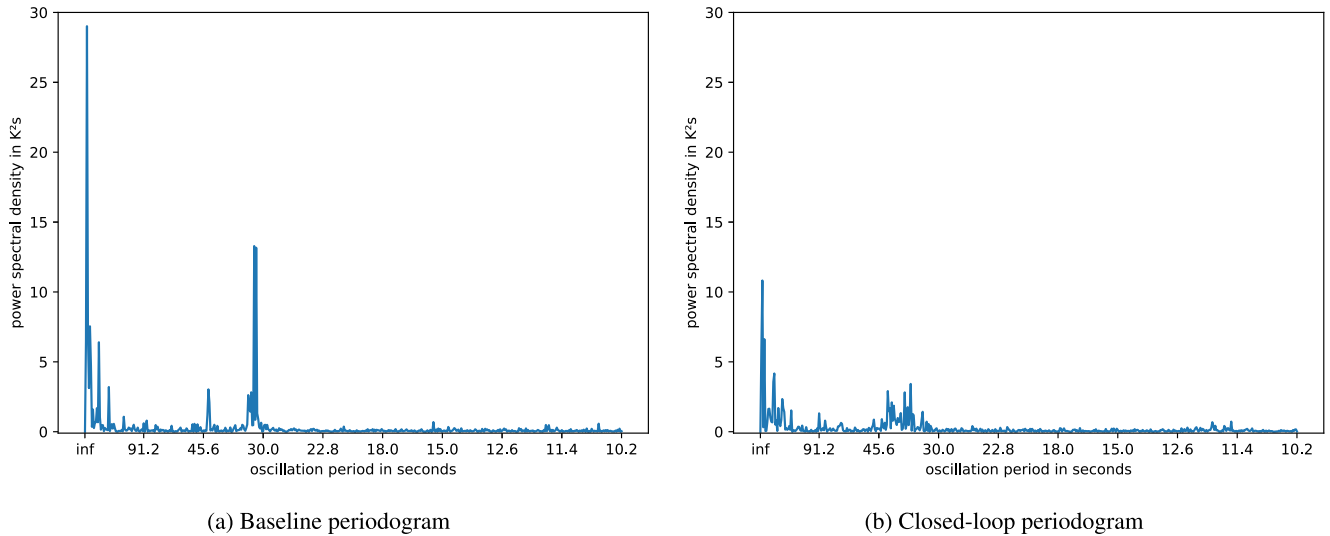 30
25
20
15
10
5
0
power spectral density in K²s
inf 91.2 45.6 30.0 22.8 18.0 15.0 12.6 11.4 10.2
oscillation period in seconds
(a) Baseline periodogram
30
25
20
15
10
5
0
power spectral density in K²s
inf 91.2 45.6 30.0 22.8 18.0 15.0 12.6 11.4 10.2
oscillation period in seconds
(b) Closed-loop periodogram